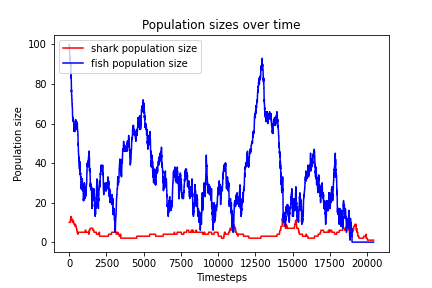 Population sizes over time
shark population size
fish population size
Population size
100
80
60
40
20
0
0 2500 5000 7500 10000 12500 15000 17500 20000
Timesteps